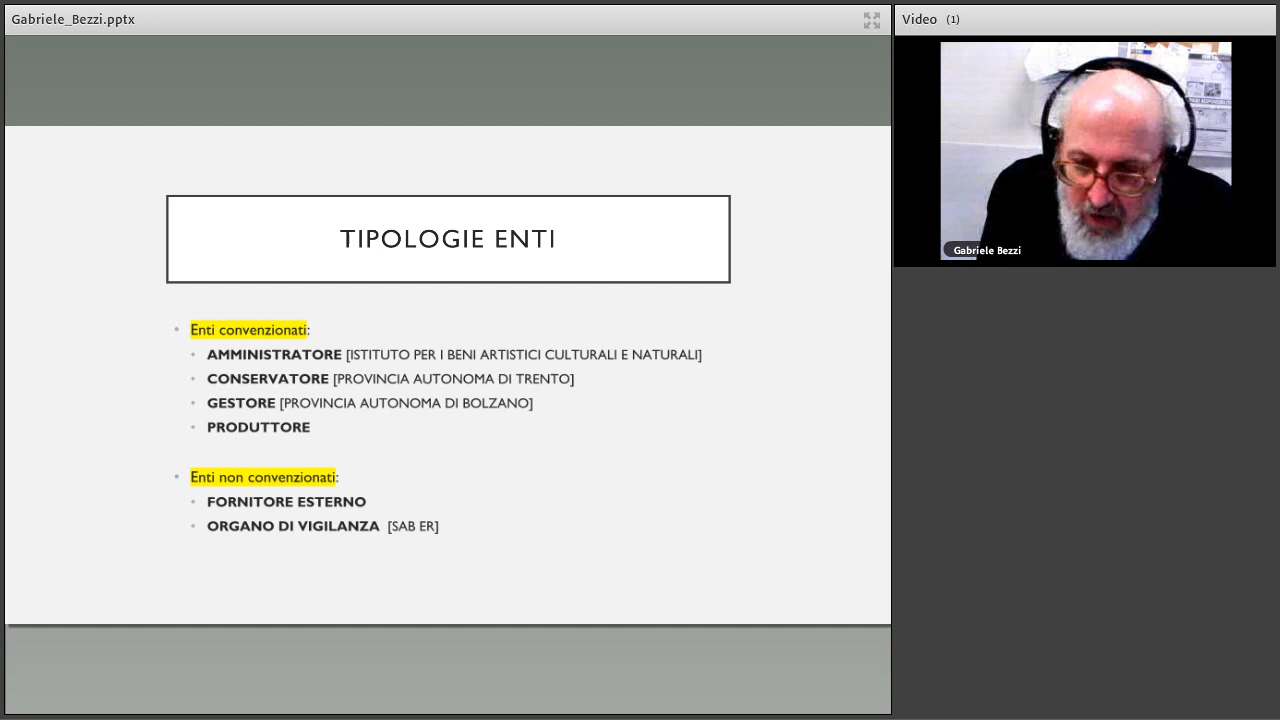 Gabriele_Bezzi.pptx
Video (1)
TIPOLOGIE ENTI
• Enti convenzionati:
• AMMINISTRATORE [ISTITUTO PER I BENI ARTISTICI CULTURALI E NATURALI]
• CONSERVATORE [PROVINCIA AUTONOMA DI TRENTO]
• GESTORE [PROVINCIA AUTONOMA DI BOLZANO]
• PRODUTTORE
• Enti non convenzionati:
• FORNITORE ESTERNO
• ORGANO DI VIGILANZA [SAB ER]
Gabriele Bezzi